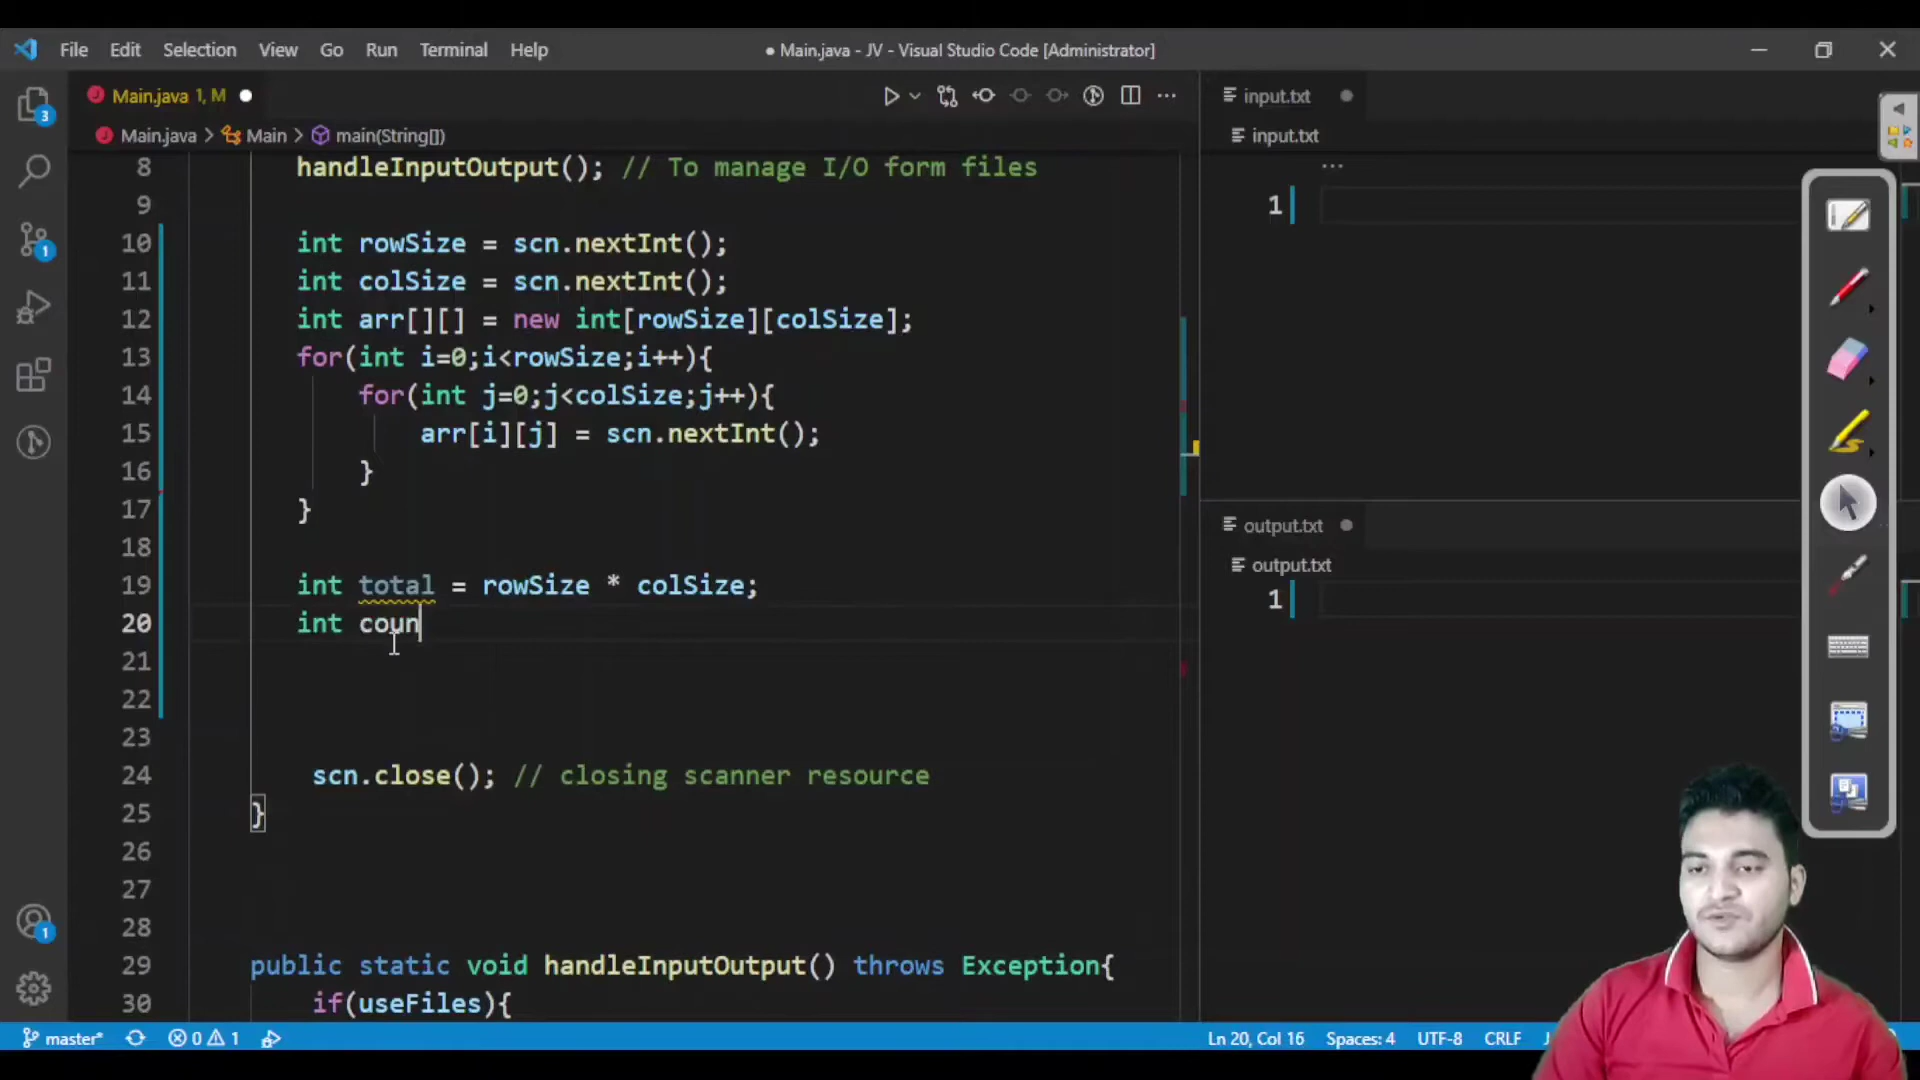 File Edit Selection View Go Run Terminal Help
● Main.java - JV - Visual Studio Code [Administrator]
Main.java 1, M ●
input.txt ●
Main.java > Main > main(String[])
input.txt
3
1
1
8 handleInputOutput(); // To manage I/O form files
9
10 int rowSize = scn.nextInt();
11 int colSize = scn.nextInt();
12 int arr[][] = new int[rowSize][colSize];
13 for(int i=0;i<rowSize;i++){
14 for(int j=0;j<colSize;j++){
15 arr[i][j] = scn.nextInt();
16 }
17 }
18
19 int total = rowSize * colSize;
20 int coun
21
22
23
24 scn.close(); // closing scanner resource
25 }
26
27
28
29 public static void handleInputOutput() throws Exception{
30 if(useFiles){
...
1
output.txt ●
output.txt
1
master* 0 1
Ln 20, Col 16 Spaces: 4 UTF-8 CRLF